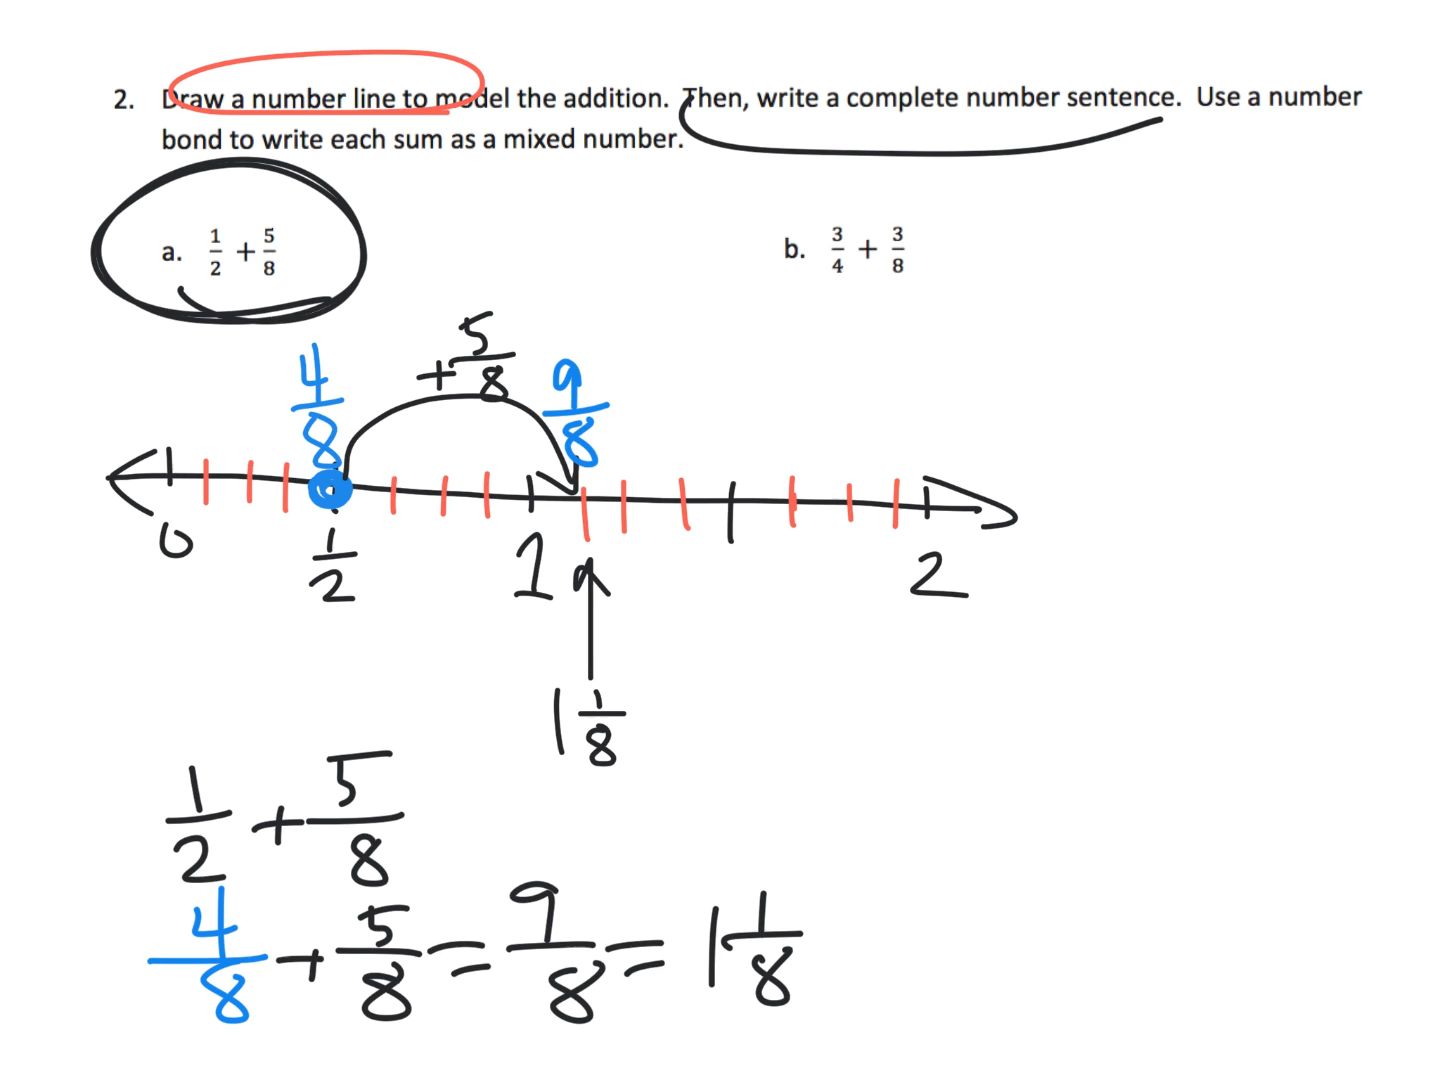 2. Draw a number line to model the addition. Then, write a complete number sentence. Use a number
bond to write each sum as a mixed number.
a. 1/2 + 5/8
b. 3/4 + 3/8
+ 5/8
4/8
9/8
0
1/2
1
2
1 1/8
1/2 + 5/8
4/8 + 5/8 = 9/8 = 1 1/8